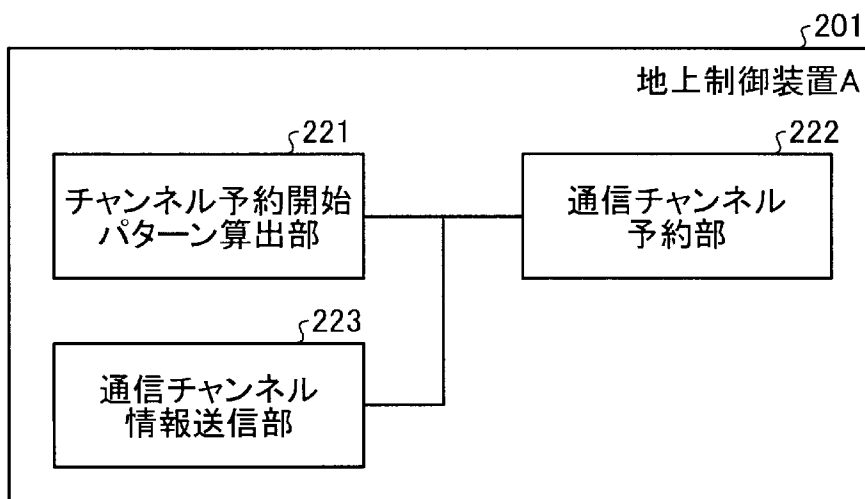 201
地上制御装置A
221
チャンネル予約開始
パターン算出部
222
通信チャンネル
予約部
223
通信チャンネル
情報送信部